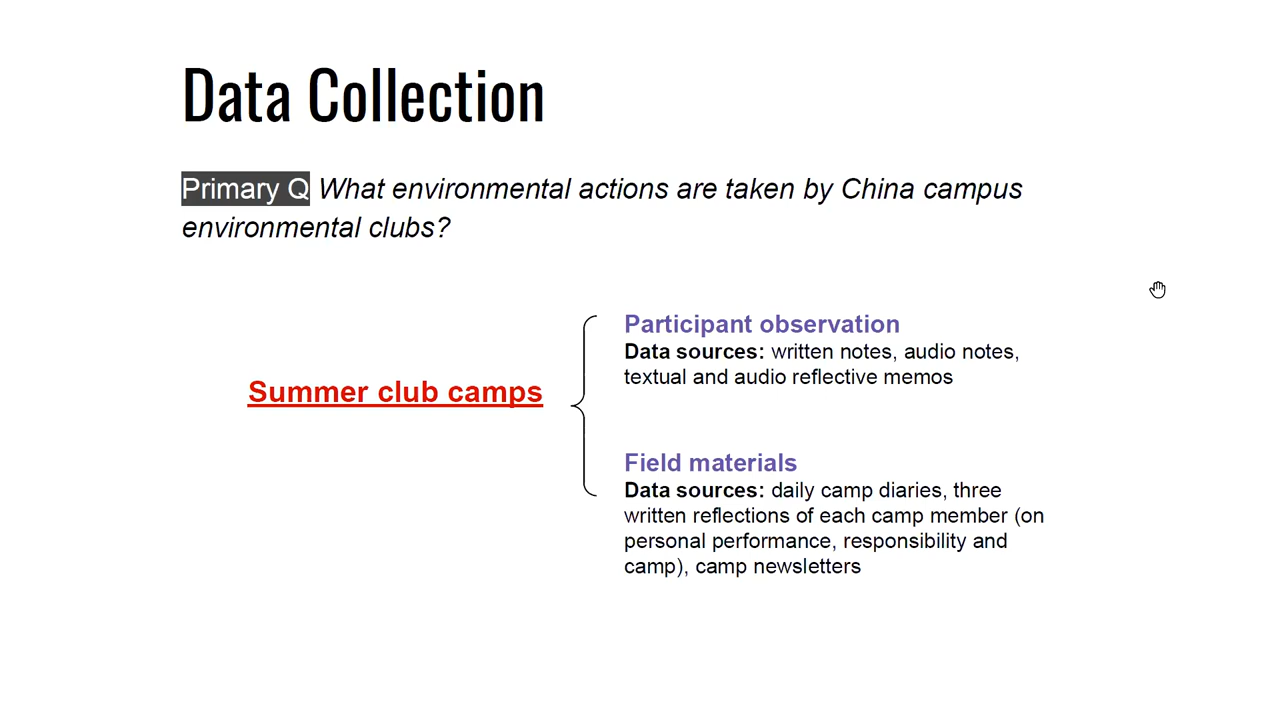 Data Collection
Primary Q What environmental actions are taken by China campus
environmental clubs?
Summer club camps
Participant observation
Data sources: written notes, audio notes,
textual and audio reflective memos
Field materials
Data sources: daily camp diaries, three
written reflections of each camp member (on
personal performance, responsibility and
camp), camp newsletters